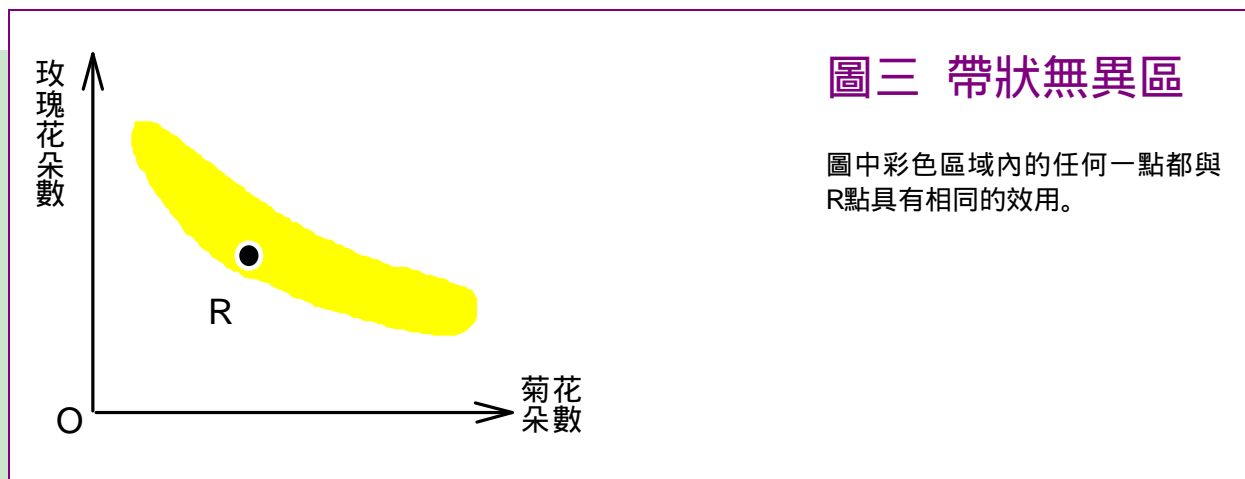 圖三 帶狀無異區
圖中彩色區域內的任何一點都與
R點具有相同的效用。
玫瑰花朵數
R
O
菊花
朵數